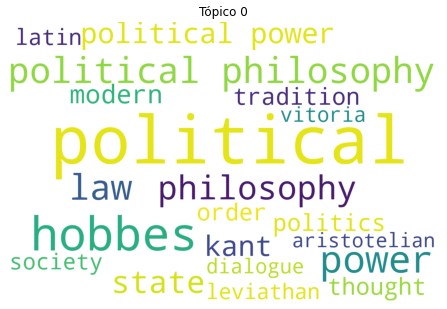 Tópico 0
latin political power
political philosophy
modern tradition
vitoria
political
law philosophy
order
hobbes politics
kant aristotelian
society power
dialogue
state thought
leviathan